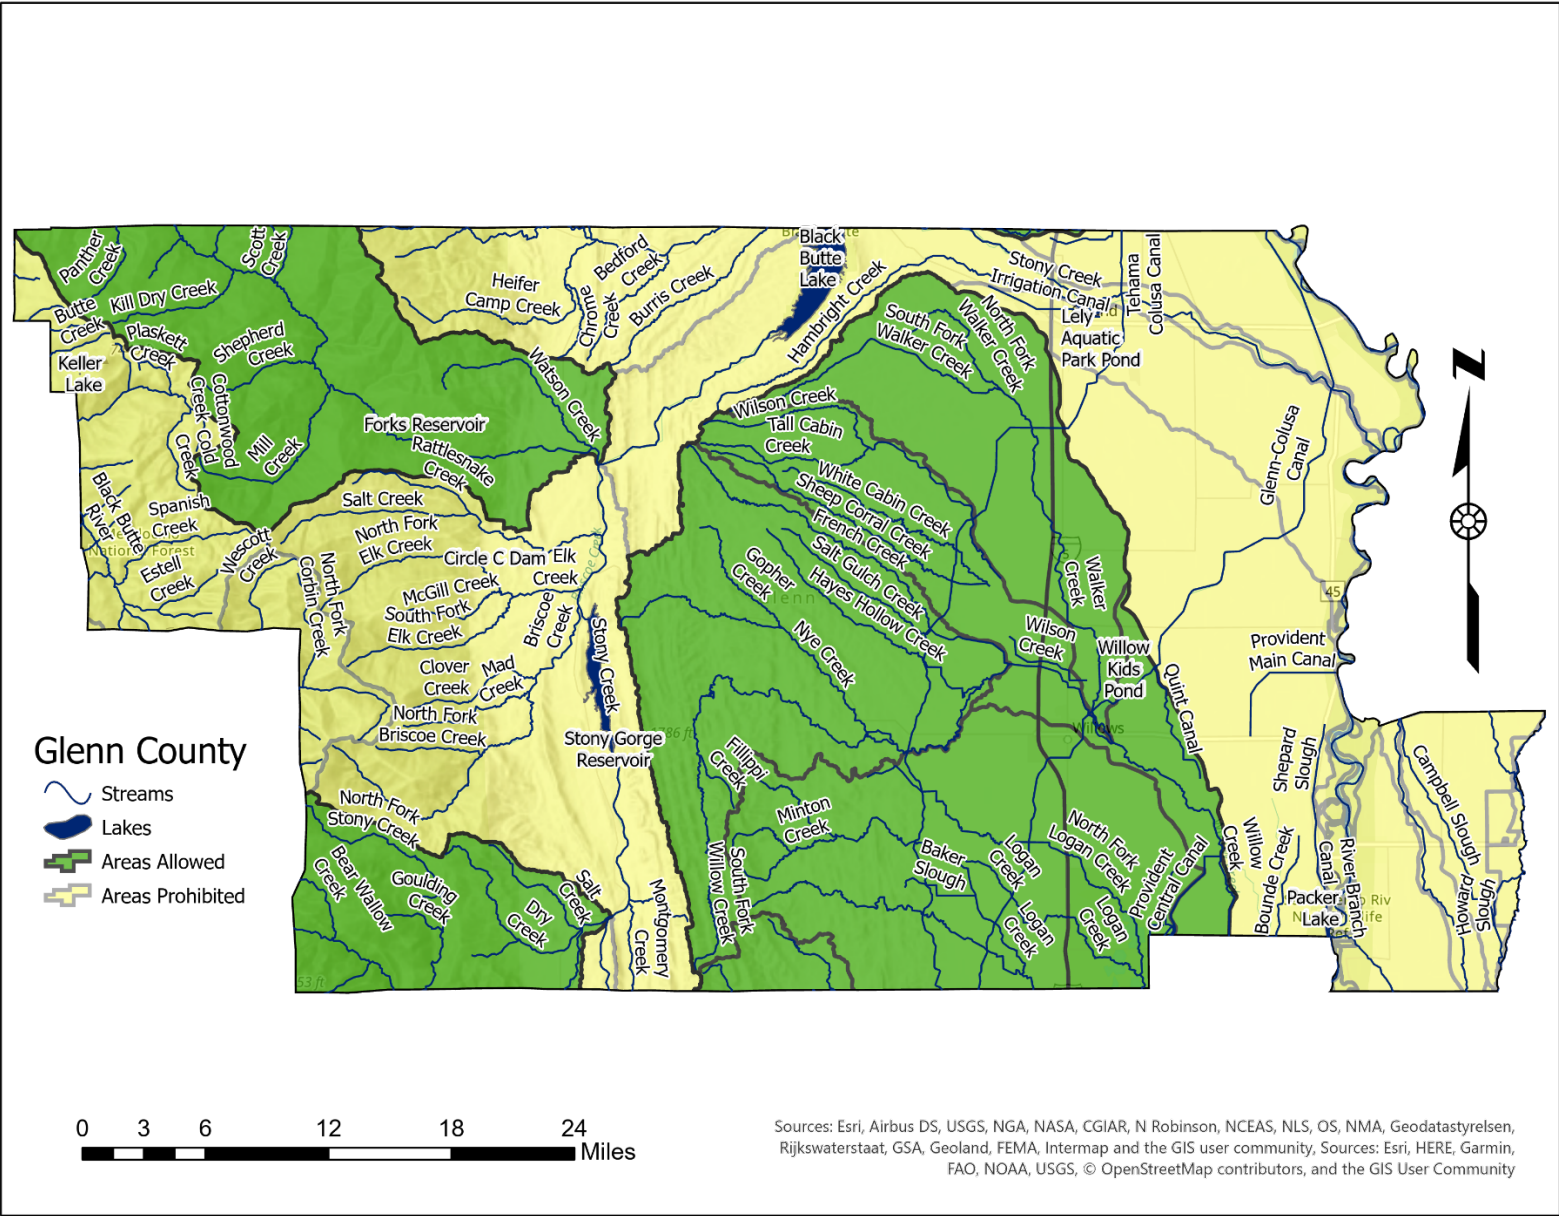 Panther
Creek
Scott
Creek
Butte
Creek
Kill Dry Creek
Plaskett
Creek
Shepherd
Creek
Keller
Lake
Cottonwood
Creek-Cold
Creek
Mill
Creek
Forks Reservoir
Rattlesnake
Creek
Watson Creek
Heifer
Camp Creek
Chrome
Creek
Bedford
Creek
Burris Creek
Black
Butte
Lake
Hambright Creek
Stony Creek
Irrigation Canal
Tehama
Colusa Canal
Lely
Aquatic
Park Pond
South Fork
Walker Creek
North Fork
Walker Creek
Wilson Creek
Tall Cabin
Creek
White Cabin Creek
Sheep Corral Creek
French Creek
Salt Gulch Creek
Hayes Hollow Creek
Gopher
Creek
Nye Creek
Glenn-Colusa
Canal
Black Butte
River
Spanish
Creek
National Forest
Estell
Creek
Wescott
Creek
Salt Creek
North Fork
Elk Creek
Circle C Dam
Elk
Creek
North Fork
Corbin Creek
McGill Creek
South Fork
Elk Creek
Briscoe
Creek
Clover
Creek
Mad
Creek
North Fork
Briscoe Creek
Stony Creek
Stony Gorge
Reservoir
786 ft
Glenn
5
Walker
Creek
Wilson
Creek
Willow
Kids
Pond
Willows
Quint Canal
45
Provident
Main Canal
Shepard
Slough
Campbell Slough
Fillippi
Creek
Minton
Creek
Baker
Slough
Logan
Creek
North Fork
Logan Creek
Provident
Central Canal
Logan
Creek
Logan
Creek
Willow
Creek
Bounde Creek
Packer
Lake
River Branch
Canal
Howard
Slough
North Fork
Stony Creek
Bear Wallow
Creek
Goulding
Creek
Dry
Creek
Salt
Creek
Montgomery
Creek
South Fork
Willow Creek
53 ft
Glenn County
Streams
Lakes
Areas Allowed
Areas Prohibited
N
0 3 6 12 18 24
Miles
Sources: Esri, Airbus DS, USGS, NGA, NASA, CGIAR, N Robinson, NCEAS, NLS, OS, NMA, Geodatastyrelsen,
Rijkswaterstaat, GSA, Geoland, FEMA, Intermap and the GIS user community, Sources: Esri, HERE, Garmin,
FAO, NOAA, USGS, © OpenStreetMap contributors, and the GIS User Community